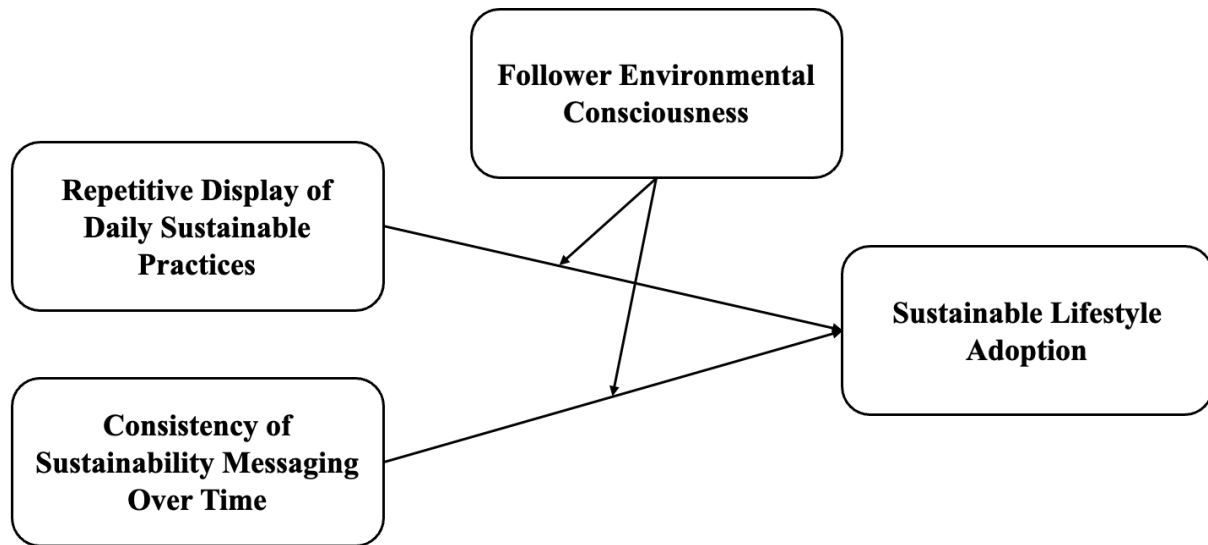 Follower Environmental
Consciousness
Repetitive Display of
Daily Sustainable
Practices
Sustainable Lifestyle
Adoption
Consistency of
Sustainability Messaging
Over Time